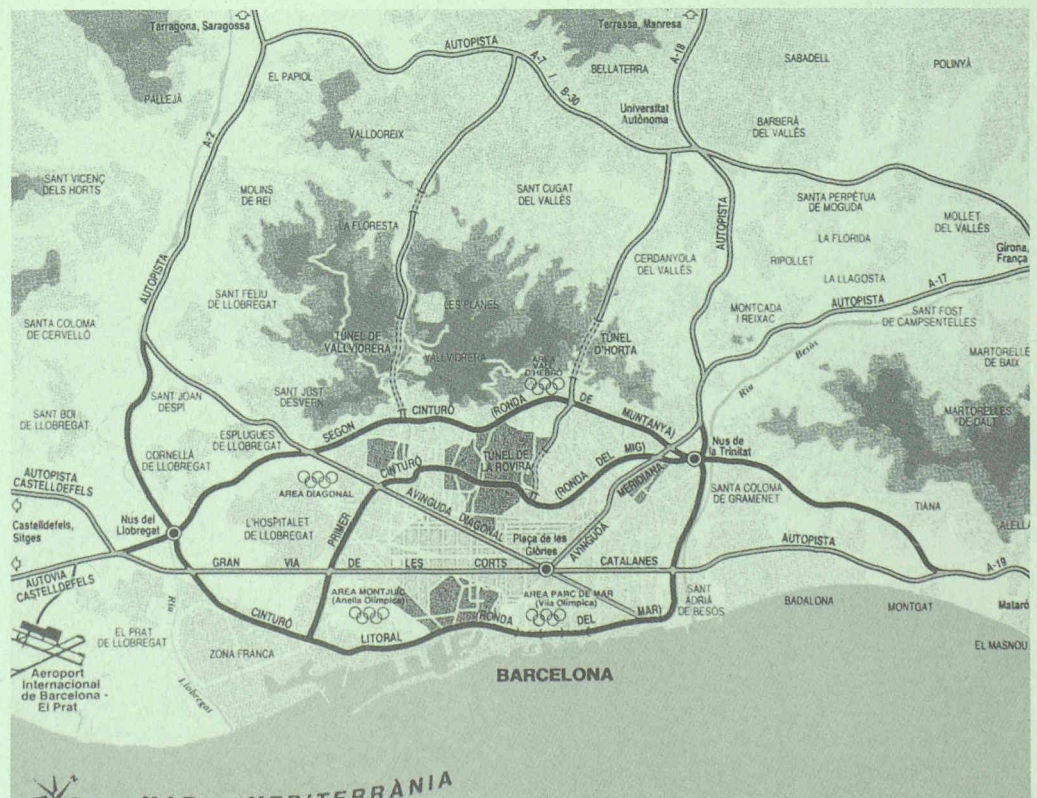 Tarragona, Saragossa
Terrassa, Manresa
AUTOPISTA
A-7 / B-30
A-18
SABADELL
POLINYÀ
BELLATERRA
EL PAPIOL
PALLEJÀ
A-2
Universitat
Autònoma
BARBERÀ
DEL VALLÈS
VALLDOREIX
SANT VICENÇ
DELS HORTS
MOLINS
DE REI
SANT CUGAT
VALLÈS
SANTA PERPÈTUA
DE MOGUDA
MOLLET
DEL VALLÈS
LA FLORESTA
AUTOPISTA
LA FLORIDA
Girona,
França
CERDANYOLA
DEL VALLÈS
RIPOLLET
LA LLAGOSTA
A-17
AUTOPISTA
AUTOPISTA
SANT FELIU
DE LLOBREGAT
LES PLANES
MONTCADA
I REIXAC
SANT FOST
DE CAMPSENTELLES
SANTA COLOMA
DE CERVELLÓ
TÚNEL DE
VALLVIDRERA
VALLVIDRERA
TÚNEL
D'HORTA
Riu
Besòs
AREA
VALL
D'HEBRÓ
MARTORELLE
DE BAIX
SANT JOAN
DESPÍ
SANT JUST
DESVERN
MARTORELLES
DE DALT
SANT BOI
DE LLOBREGAT
ESPLUGUES
DE LLOBREGAT
SEGON CINTURÓ (RONDA DE MUNTANYA)
Nus de
la Trinitat
CORNELLÀ
DE LLOBREGAT
TÚNEL DE
LA ROVIRA
PRIMER CINTURÓ (RONDA DEL MIG)
AVINGUDA MERIDIANA
AUTOPISTA
CASTELLDEFELS
AREA DIAGONAL
AVINGUDA DIAGONAL
SANTA COLOMA
DE GRAMENET
TIANA
ALELLA
Castelldefels,
Sitges
Nus del
Llobregat
L'HOSPITALET
DE LLOBREGAT
Plaça de les
Glòries
AUTOPISTA
A-19
GRAN VIA DE LES CORTS CATALANES
AUTOVIA
CASTELLDEFELS
Riu
Llobregat
AREA MONTJUÏC
(Anella Olímpica)
AREA PARC DE MAR
(Vila Olímpica)
SANT
ADRIÀ
DE BESÒS
BADALONA
MONTGAT
Mataró
CINTURÓ LITORAL (RONDA DEL MAR)
EL PRAT
DE LLOBREGAT
ZONA FRANCA
EL MASNOU
Aeroport
Internacional
de Barcelona -
El Prat
BARCELONA
MAR MEDITERRÀNIA